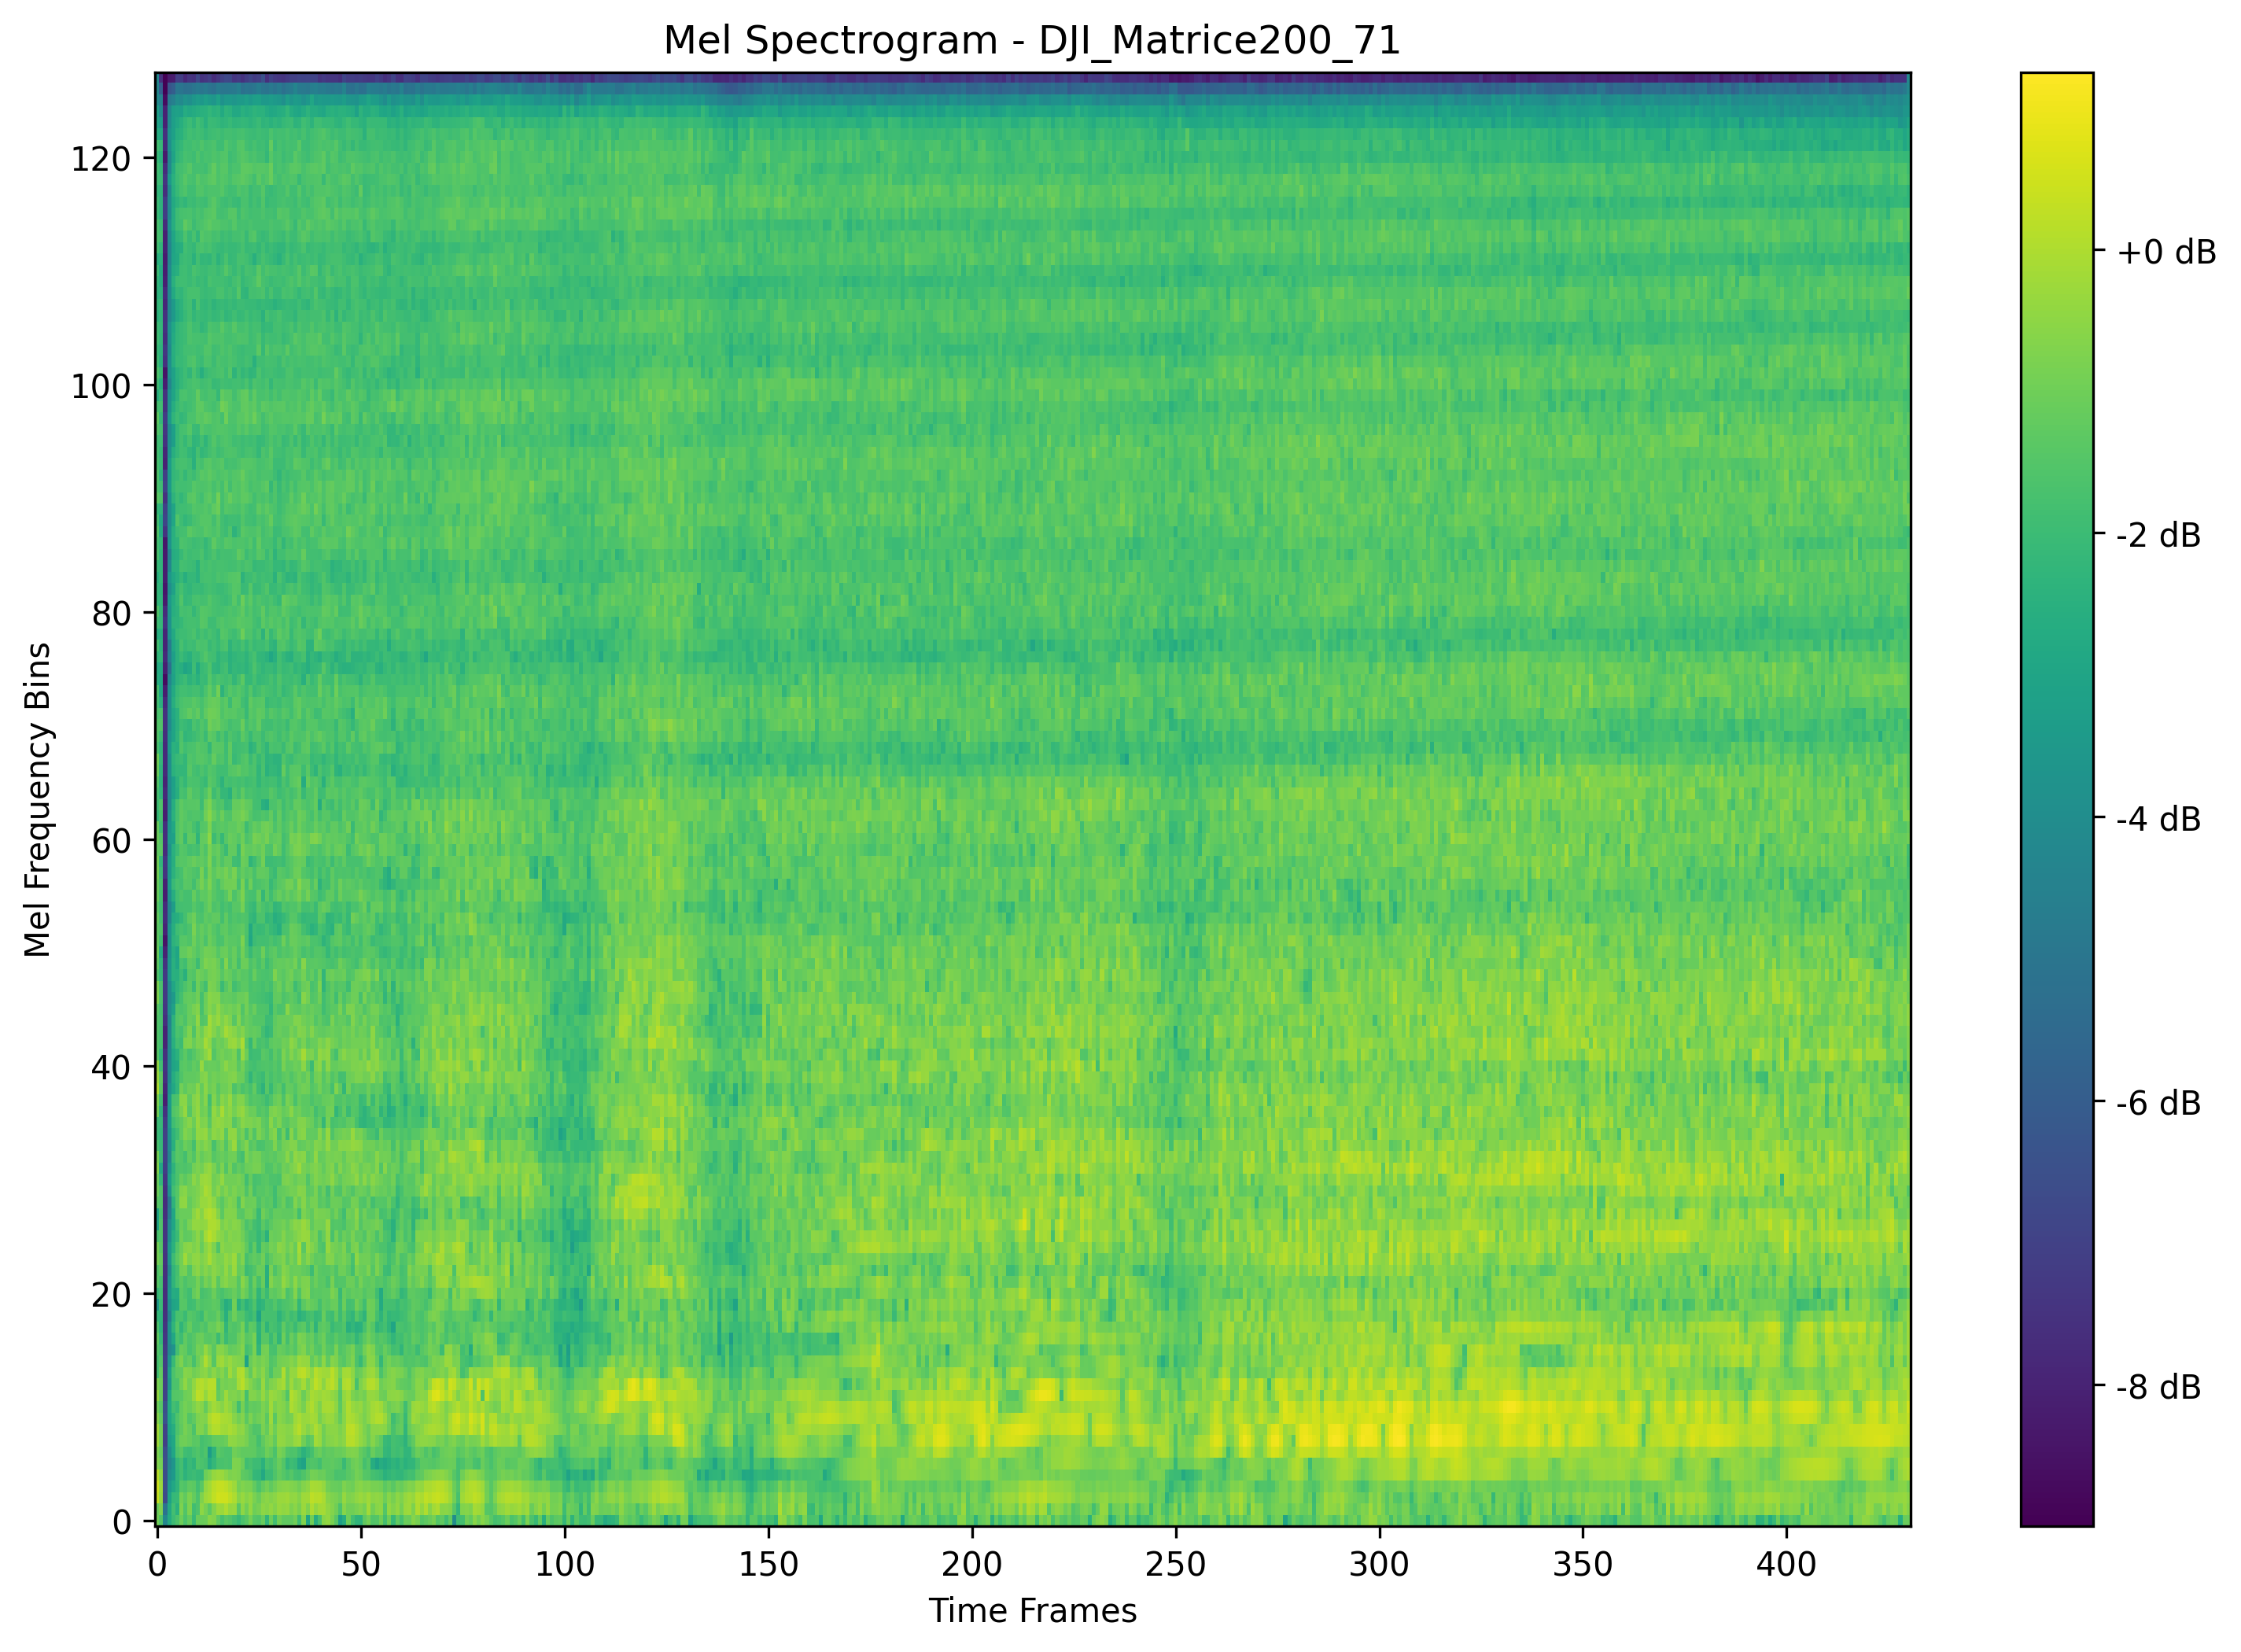 Mel Spectrogram - DJI_Matrice200_71
Mel Frequency Bins
120
100
80
60
40
20
0
0 50 100 150 200 250 300 350 400
Time Frames
+0 dB
-2 dB
-4 dB
-6 dB
-8 dB